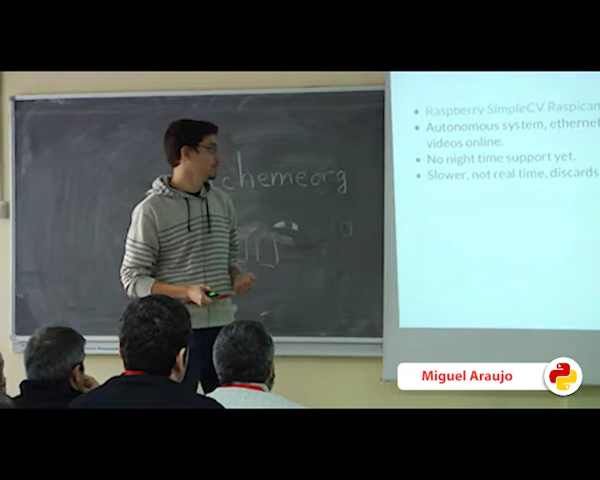 chemeorg
Raspberry SimpleCV Raspican
Autonomous system, ethernet
videos online.
No night time support yet.
Slower, not real time, discards
Miguel Araujo